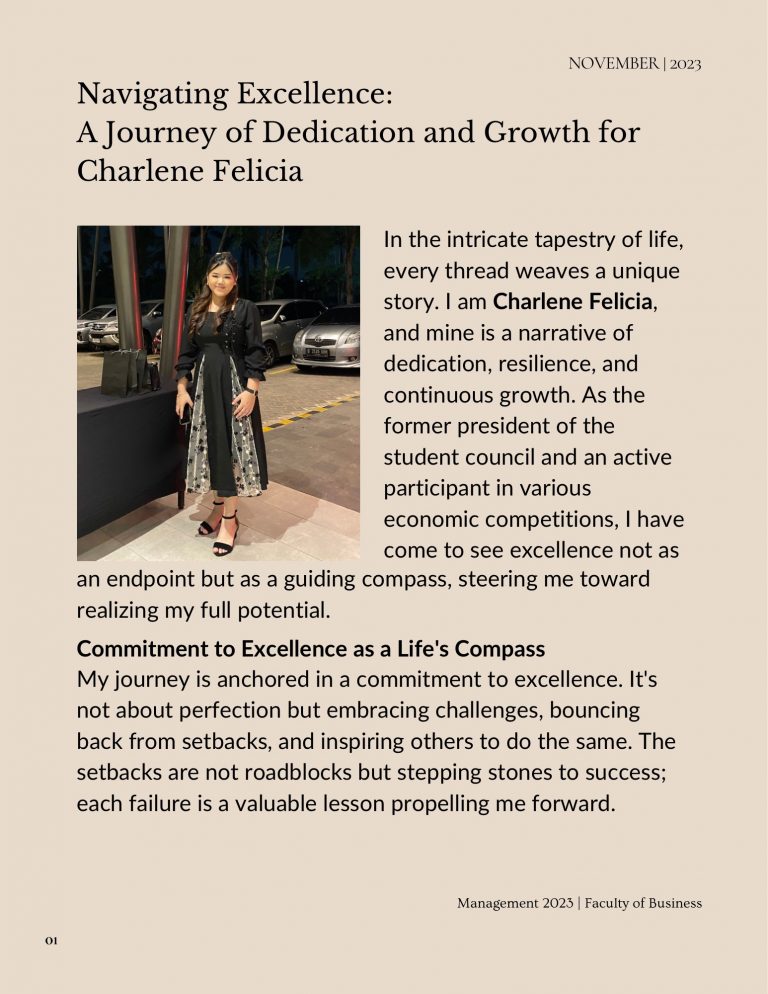 NOVEMBER | 2023
Navigating Excellence:
A Journey of Dedication and Growth for
Charlene Felicia
In the intricate tapestry of life,
every thread weaves a unique
story. I am Charlene Felicia,
and mine is a narrative of
dedication, resilience, and
continuous growth. As the
former president of the
student council and an active
participant in various
economic competitions, I have
come to see excellence not as
an endpoint but as a guiding compass, steering me toward
realizing my full potential.
Commitment to Excellence as a Life's Compass
My journey is anchored in a commitment to excellence. It's
not about perfection but embracing challenges, bouncing
back from setbacks, and inspiring others to do the same. The
setbacks are not roadblocks but stepping stones to success;
each failure is a valuable lesson propelling me forward.
Management 2023 | Faculty of Business
01